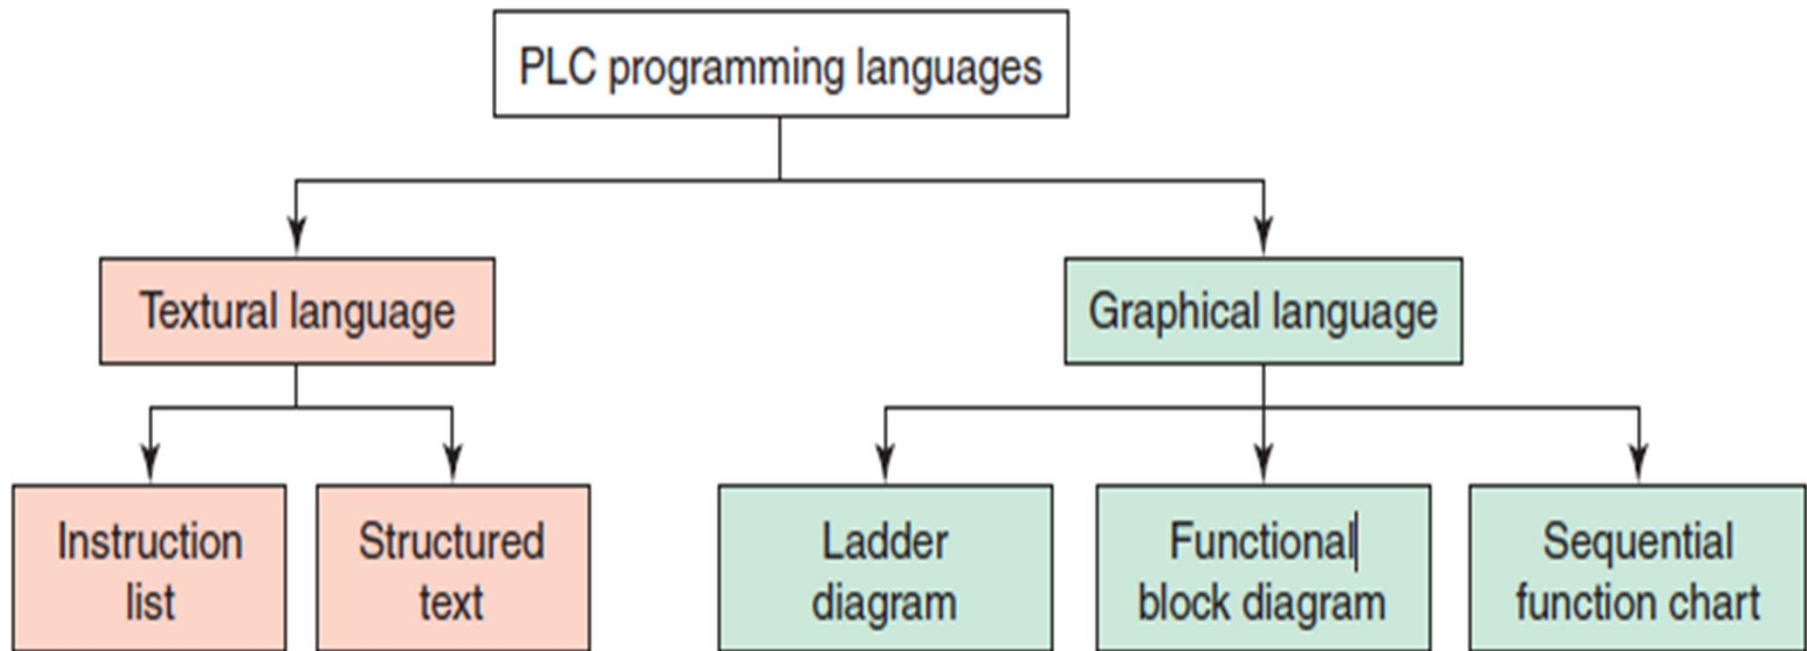 PLC programming languages
Textural language
Graphical language
Instruction
list
Structured
text
Ladder
diagram
Functional
block diagram
Sequential
function chart